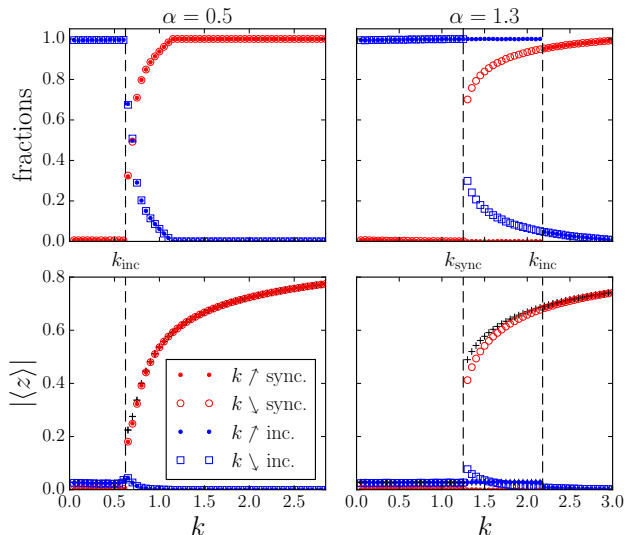 α = 0.5
α = 1.3
fractions
1.0
0.8
0.6
0.4
0.2
0.0
k_inc
k_sync
k_inc
|⟨z⟩|
0.8
0.6
0.4
0.2
0.0
k ↗ sync.
k ↘ sync.
k ↗ inc.
k ↘ inc.
0.0 0.5 1.0 1.5 2.0 2.5
0.0 0.5 1.0 1.5 2.0 2.5 3.0
k
k